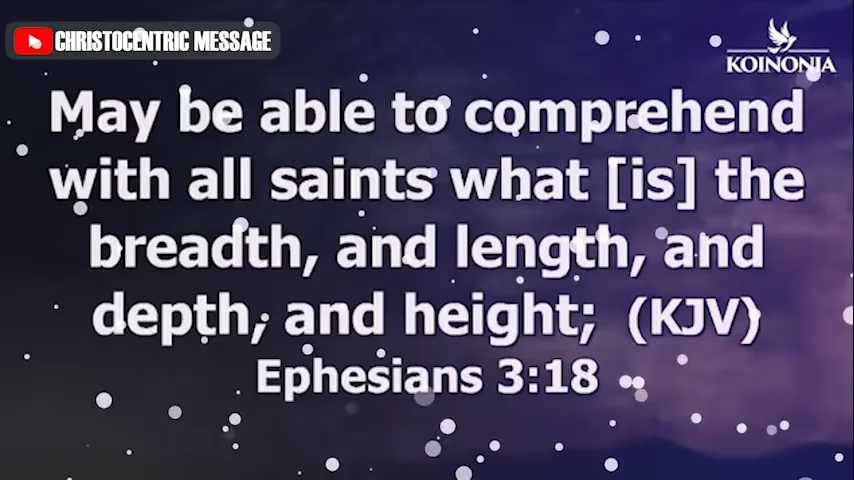 CHRISTOCENTRIC MESSAGE
KOINONIA
May be able to comprehend
with all saints what [is] the
breadth, and length, and
depth, and height; (KJV)
Ephesians 3:18